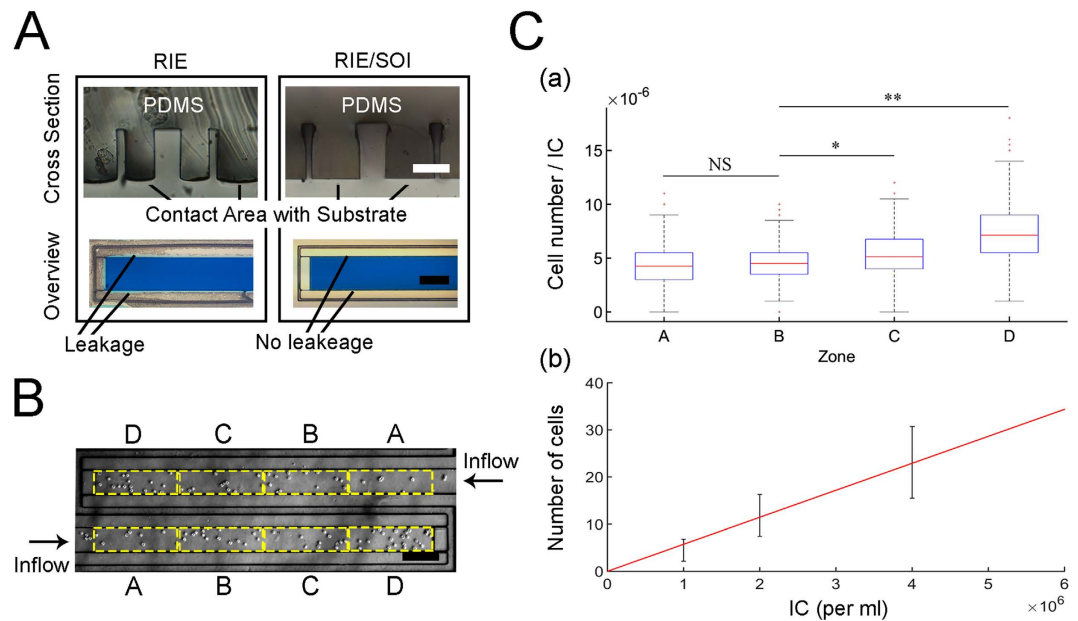 A
RIE
RIE/SOI
Cross Section
PDMS
PDMS
Contact Area with Substrate
Overview
Leakage
No leakeage
B
D C B A
Inflow
Inflow
A B C D
C
(a)
×10⁻⁶
**
*
NS
Cell number / IC
15
10
5
0
A B C D
Zone
(b)
Number of cells
40
30
20
10
0
0 1 2 3 4 5 6
IC (per ml)
×10⁶